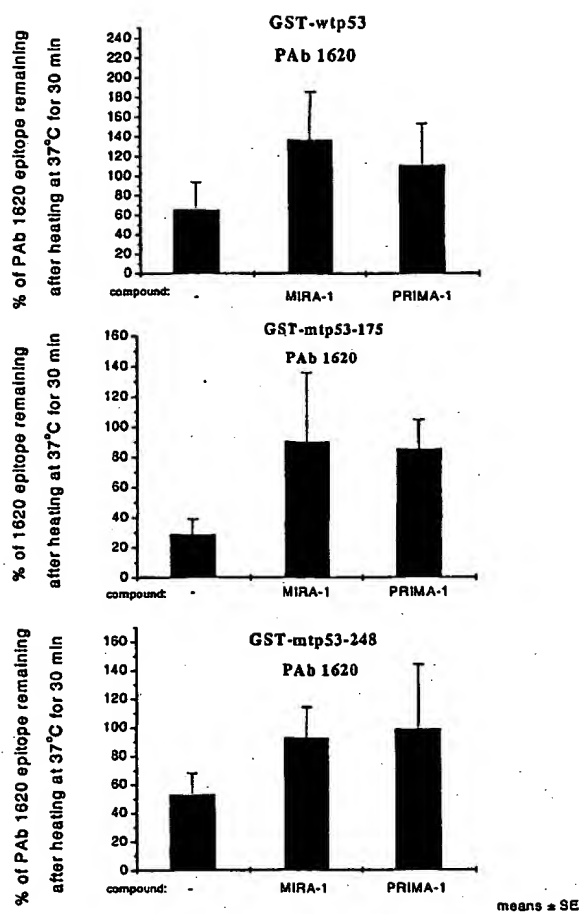 GST-wtp53
PAb 1620
% of PAb 1620 epitope remaining
after heating at 37°C for 30 min
240
220
200
180
160
140
120
100
80
60
40
20
0
compound: - MIRA-1 PRIMA-1
GST-mtp53-175
PAb 1620
% of 1620 epitope remaining
after heating at 37°C for 30 min
160
140
120
100
80
60
40
20
0
compound: - MIRA-1 PRIMA-1
GST-mtp53-248
PAb 1620
% of PAb 1620 epitope remaining
after heating at 37°C for 30 min
160
140
120
100
80
60
40
20
0
compound: - MIRA-1 PRIMA-1
means ± SE